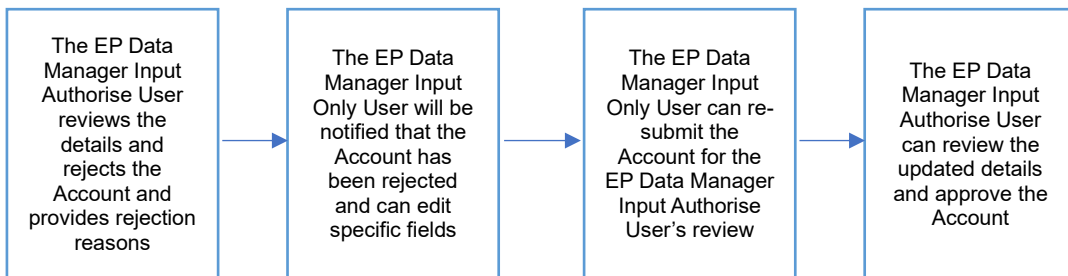 The EP Data
Manager Input
Authorise User
reviews the
details and
rejects the
Account and
provides rejection
reasons
The EP Data
Manager Input
Only User will be
notified that the
Account has
been rejected
and can edit
specific fields
The EP Data
Manager Input
Only User can re-
submit the
Account for the
EP Data Manager
Input Authorise
User’s review
The EP Data
Manager Input
Authorise User
can review the
updated details
and approve the
Account